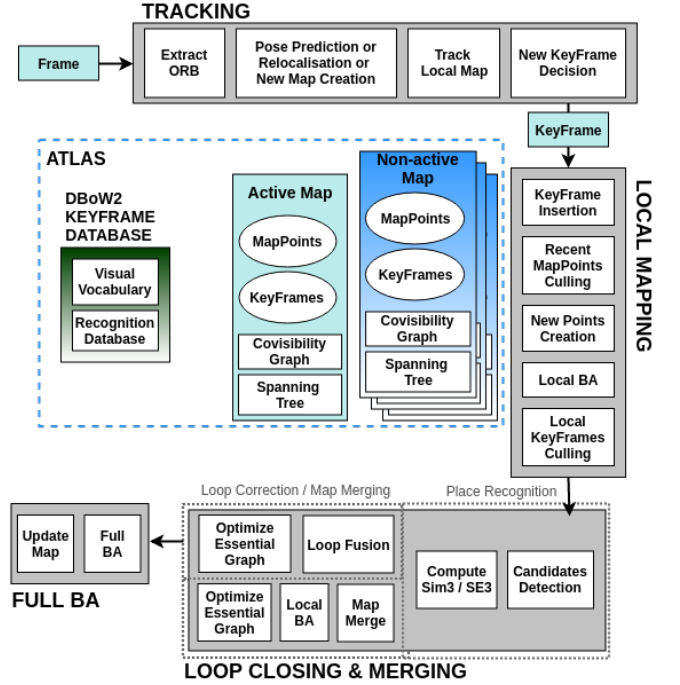 TRACKING
Frame
Extract
ORB
Pose Prediction or
Relocalisation or
New Map Creation
Track
Local Map
New KeyFrame
Decision
KeyFrame
ATLAS
DBoW2
KEYFRAME
DATABASE
Visual
Vocabulary
Recognition
Database
Active Map
MapPoints
KeyFrames
Covisibility
Graph
Spanning
Tree
Non-active
Map
MapPoints
KeyFrames
Covisibility
Graph
Spanning
Tree
LOCAL MAPPING
KeyFrame
Insertion
Recent
MapPoints
Culling
New Points
Creation
Local BA
Local
KeyFrames
Culling
Loop Correction / Map Merging
Place Recognition
Update
Map
Full
BA
FULL BA
Optimize
Essential
Graph
Loop Fusion
Optimize
Essential
Graph
Local
BA
Map
Merge
Compute
Sim3 / SE3
Candidates
Detection
LOOP CLOSING & MERGING